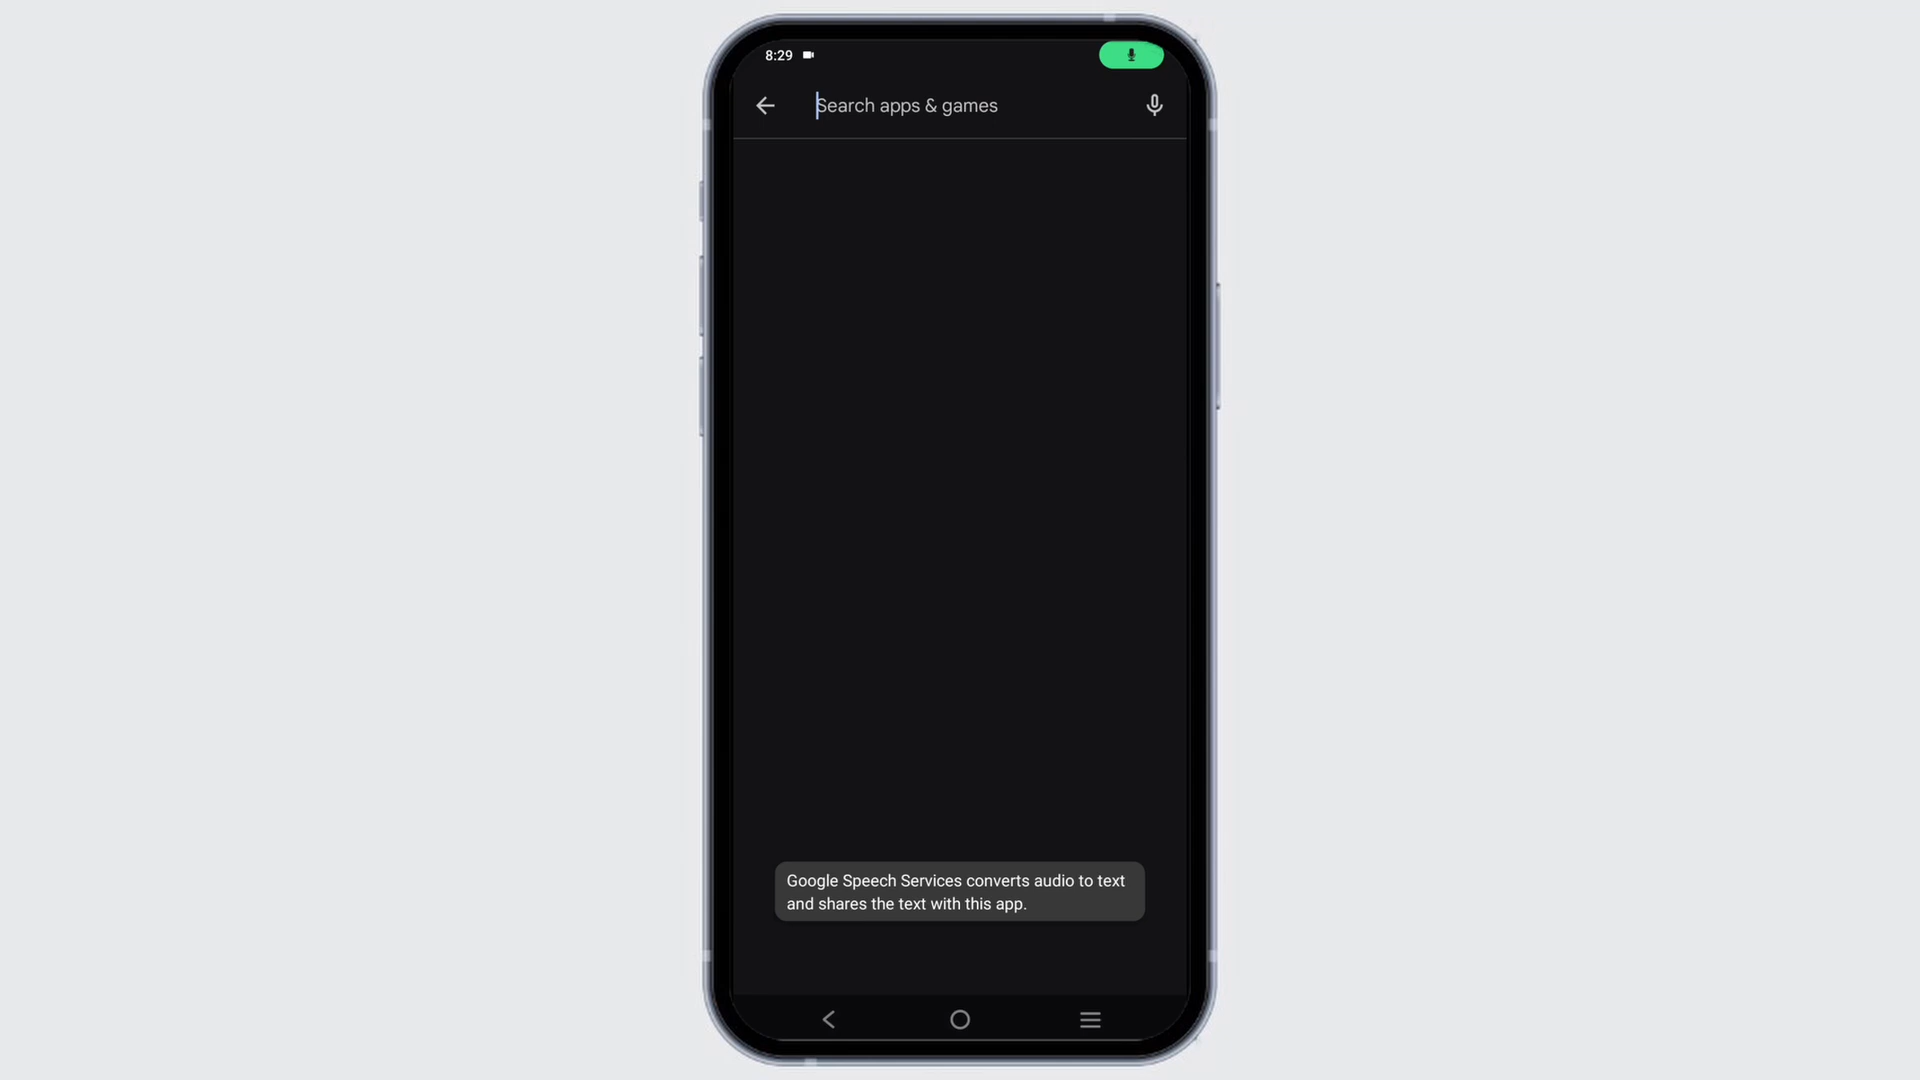 8:29
Search apps & games
Google Speech Services converts audio to text
and shares the text with this app.